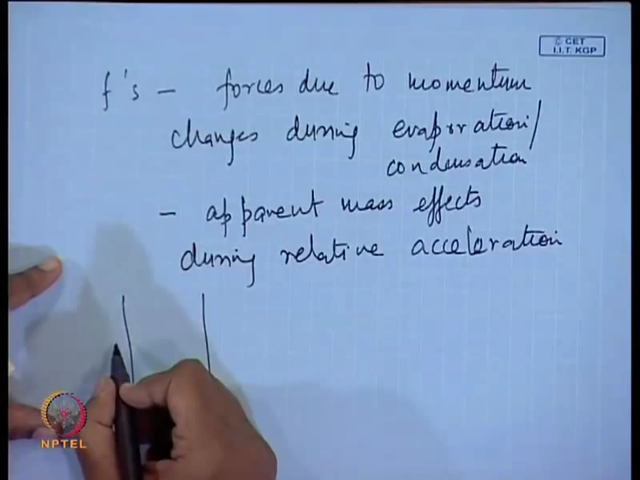 © CET
I.I.T. KGP
f's – forces due to momentum
changes during evaporation/
condensation
– apparent mass effects
during relative acceleration
NPTEL